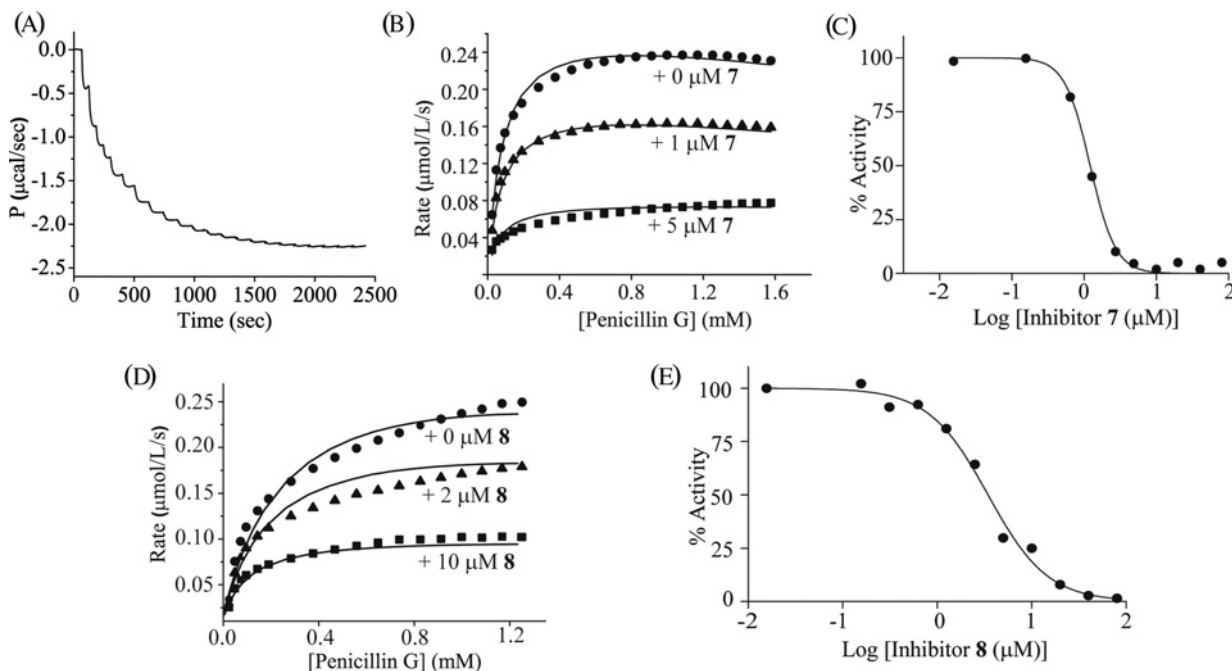 (A)
0.0
-0.5
-1.0
-1.5
-2.0
-2.5
P (µcal/sec)
0 500 1000 1500 2000 2500
Time (sec)
(B)
0.24
0.20
0.16
0.12
0.08
0.04
Rate (µmol/L/s)
+ 0 µM 7
+ 1 µM 7
+ 5 µM 7
0.0 0.4 0.8 1.2 1.6
[Penicillin G] (mM)
(C)
100
75
50
25
0
% Activity
-2 -1 0 1 2
Log [Inhibitor 7 (µM)]
(D)
0.25
0.20
0.15
0.10
0.05
Rate (µmol/L/s)
+ 0 µM 8
+ 2 µM 8
+ 10 µM 8
0.0 0.4 0.8 1.2
[Penicillin G] (mM)
(E)
100
75
50
25
0
% Activity
-2 -1 0 1 2
Log [Inhibitor 8 (µM)]